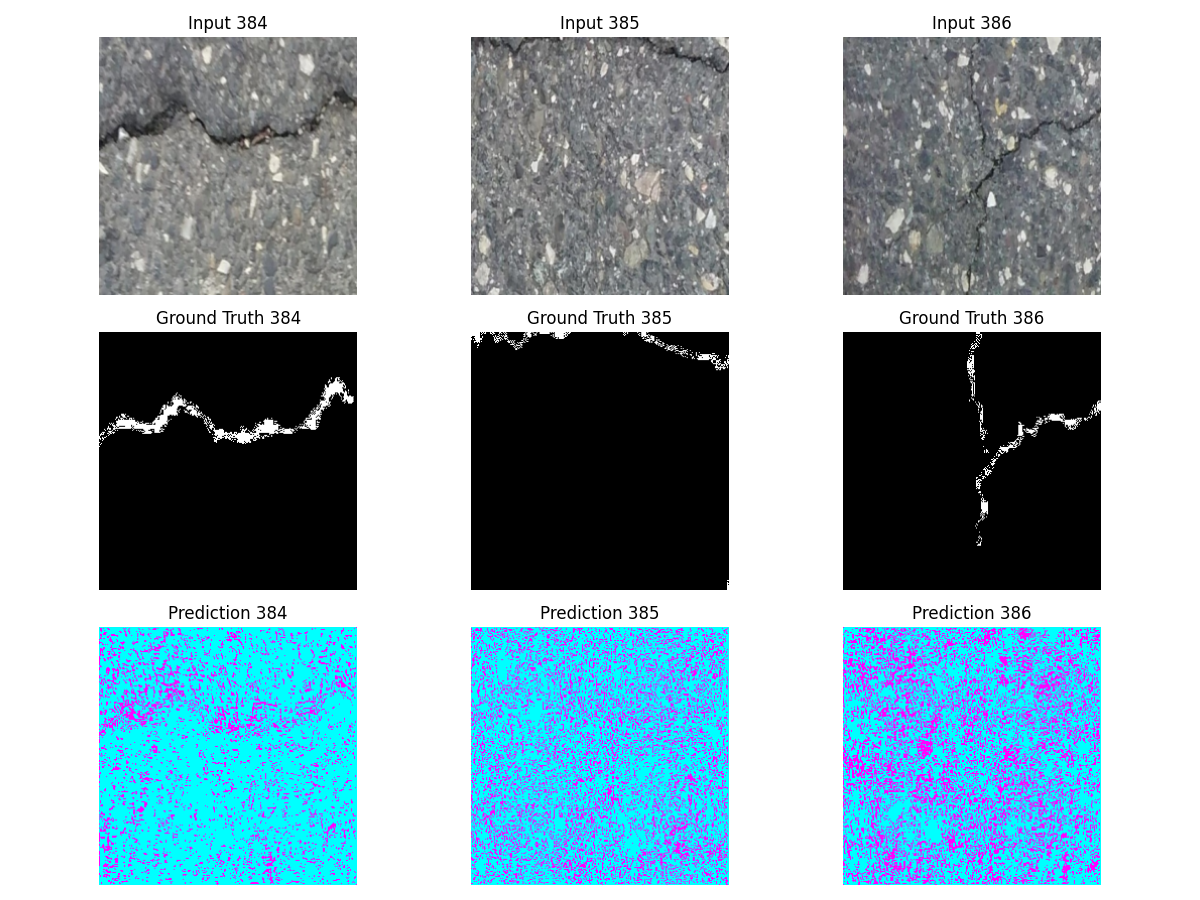 Input 384
Input 385
Input 386
Ground Truth 384
Ground Truth 385
Ground Truth 386
Prediction 384
Prediction 385
Prediction 386